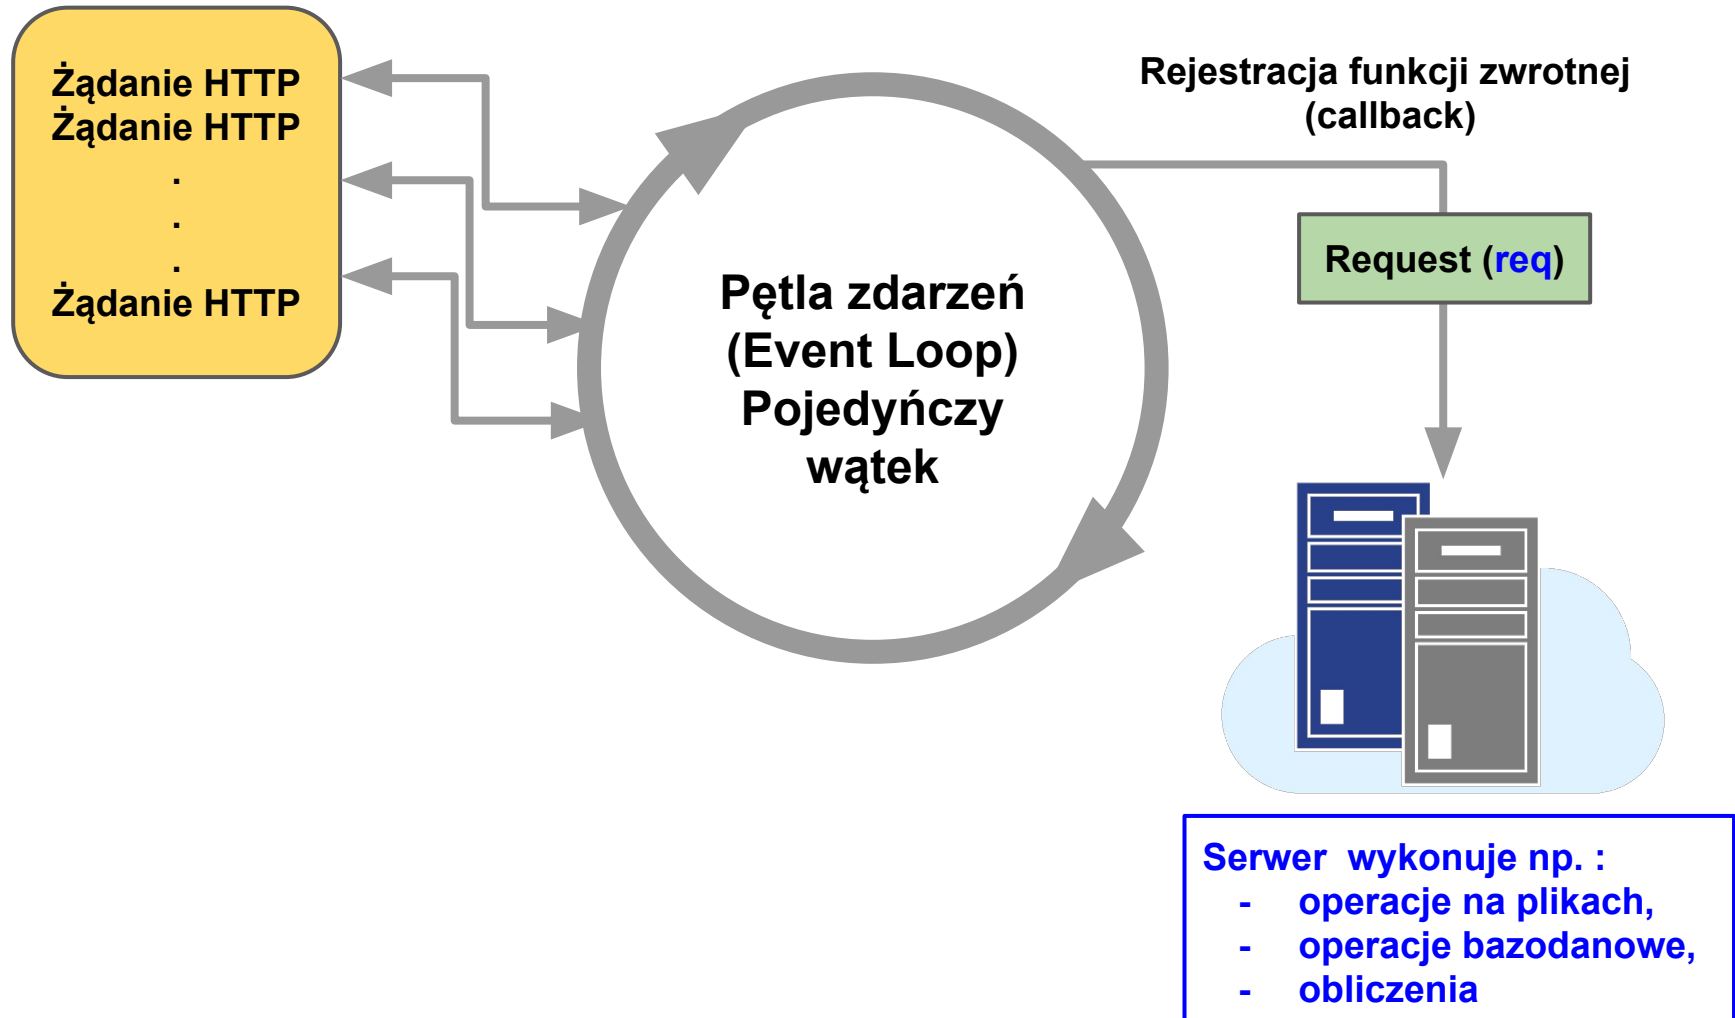 Żądanie HTTP
Żądanie HTTP
.
.
.
Żądanie HTTP
Pętla zdarzeń
(Event Loop)
Pojedyńczy
wątek
Rejestracja funkcji zwrotnej
(callback)
Request (req)
Serwer wykonuje np. :
- operacje na plikach,
- operacje bazodanowe,
- obliczenia